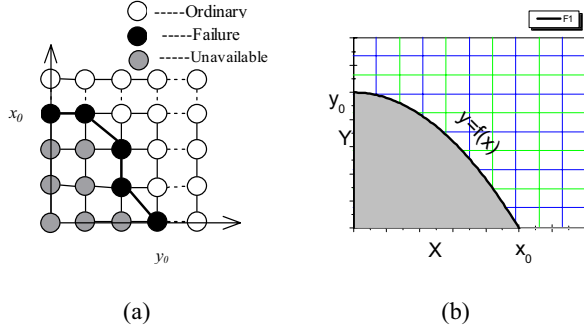 -----Ordinary
-----Failure
-----Unavailable
x0
y0
(a)
F1
y0
Y
y=f(x)
X
x0
(b)